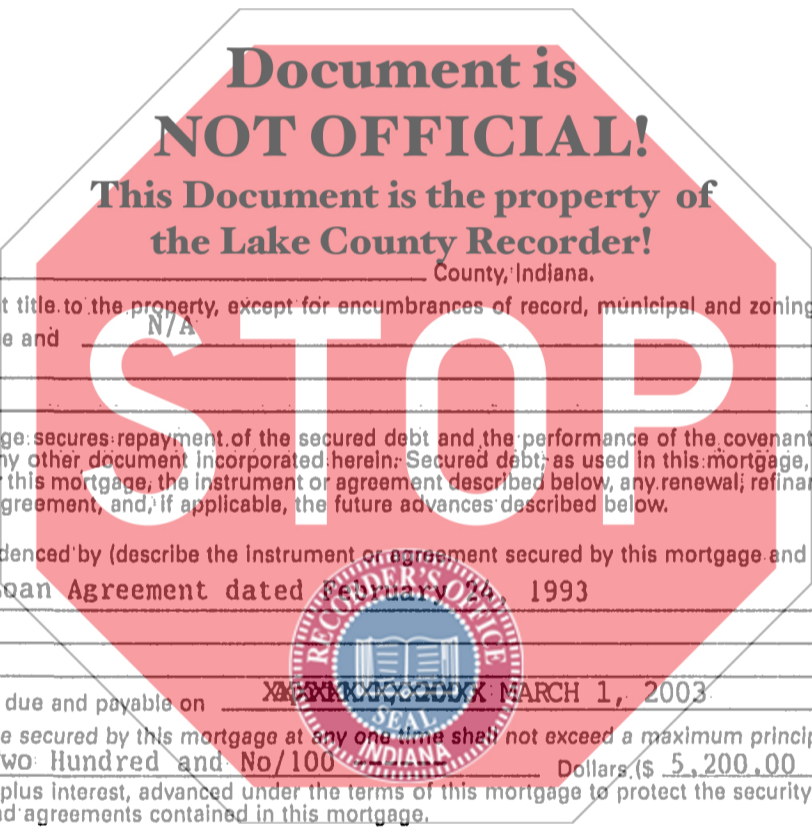 Document is
NOT OFFICIAL!
This Document is the property of
the Lake County Recorder!
County, Indiana.
t title to the property, except for encumbrances of record, municipal and zoning
N/A
e and
STOP
ge secures repayment of the secured debt and the performance of the covenant
ny other document incorporated herein. Secured debt, as used in this mortgage,
this mortgage, the instrument or agreement described below, any renewal, refinan
greement, and, if applicable, the future advances described below.
denced by (describe the instrument or agreement secured by this mortgage and
oan Agreement dated February 24, 1993
RECORDER'S OFFICE
SEAL
INDIANA
due and payable on MARCH 1, 2003
e secured by this mortgage at any one time shall not exceed a maximum princip
wo Hundred and No/100 Dollars ($ 5,200.00
plus interest, advanced under the terms of this mortgage to protect the security
nd agreements contained in this mortgage.